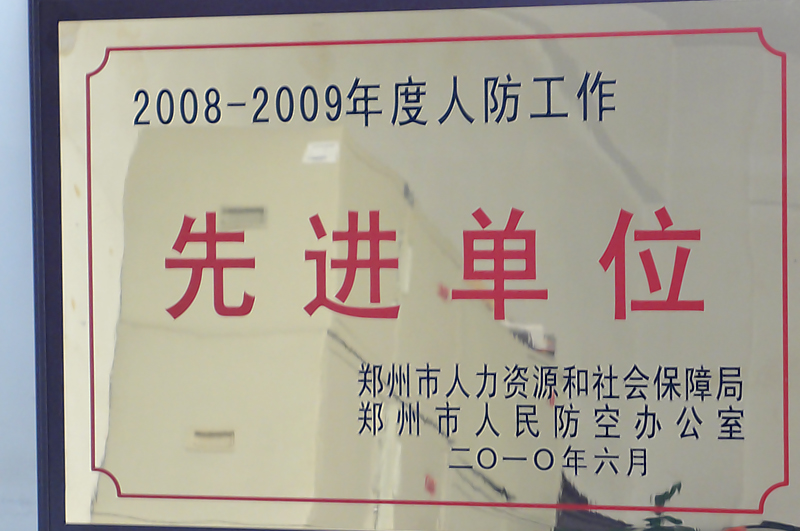 2008-2009年度人防工作
先进单位
郑州市人力资源和社会保障局
郑州市人民防空办公室
二〇一〇年六月